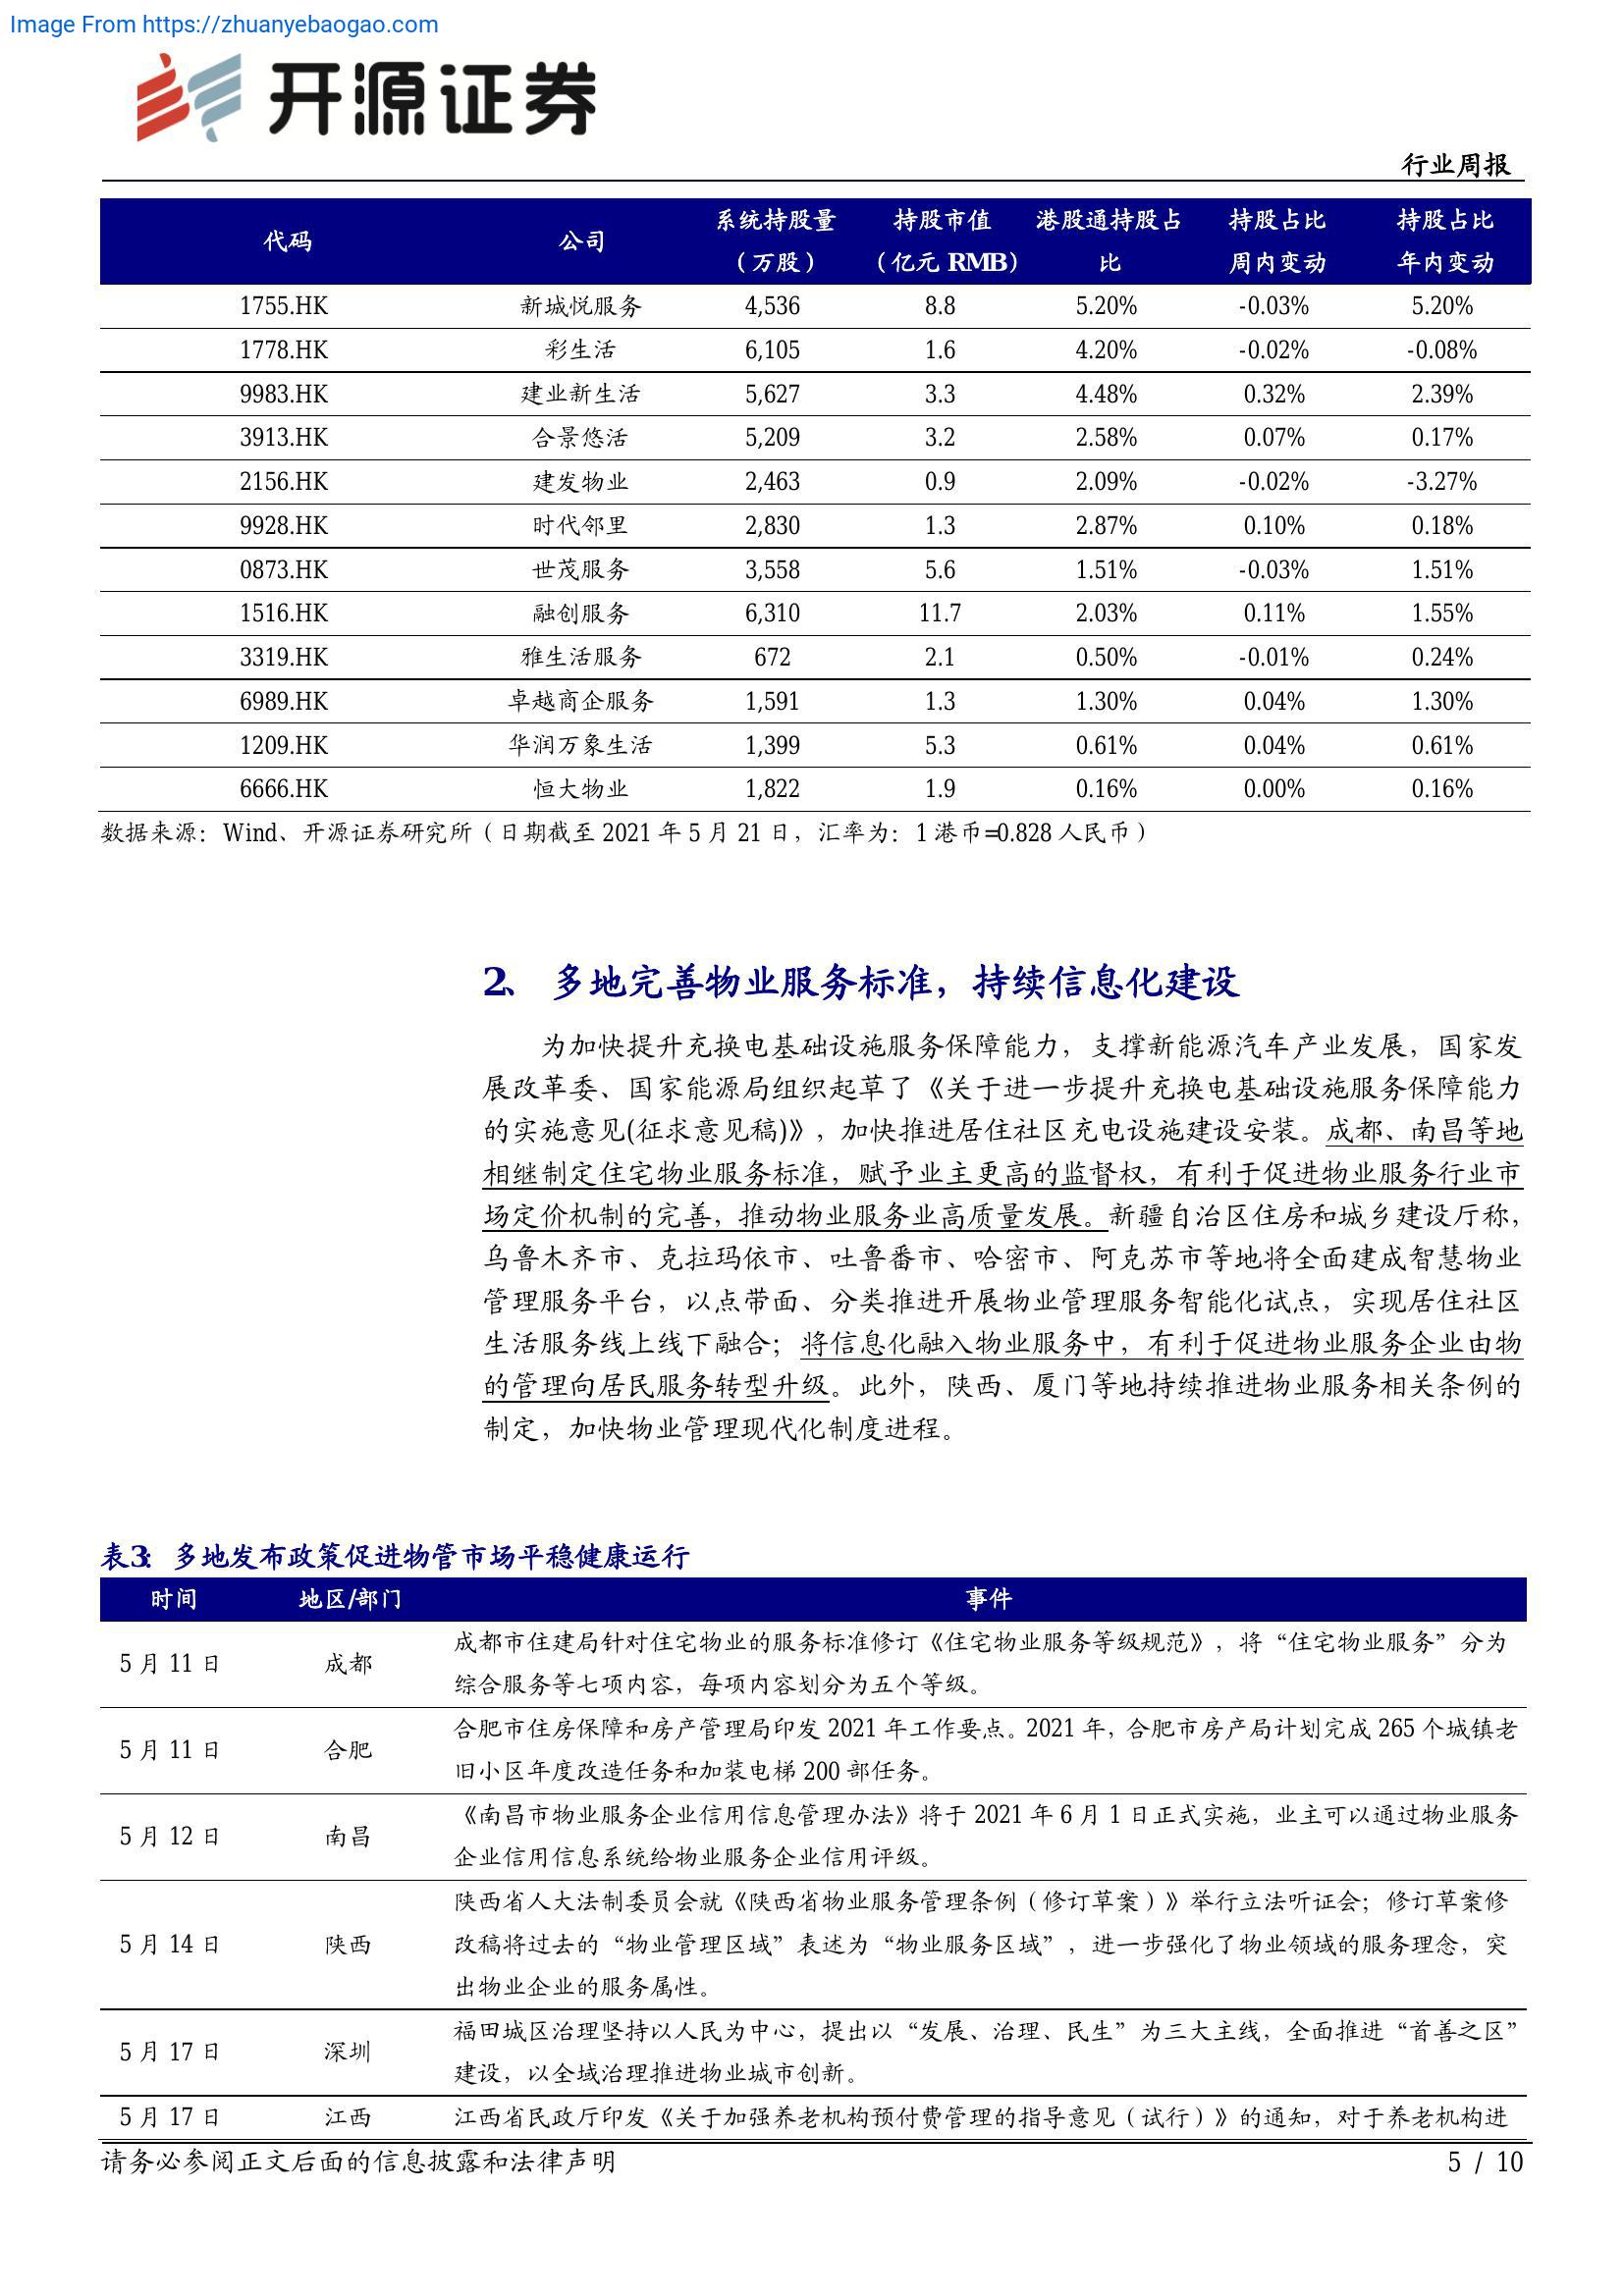 Image From https://zhuanyebaogao.com
开源证券
行业周报
代码 公司 系统持股量（万股） 持股市值（亿元 RMB） 港股通持股占比 持股占比周内变动 持股占比年内变动
1755.HK 新城悦服务 4,536 8.8 5.20% -0.03% 5.20%
1778.HK 彩生活 6,105 1.6 4.20% -0.02% -0.08%
9983.HK 建业新生活 5,627 3.3 4.48% 0.32% 2.39%
3913.HK 合景悠活 5,209 3.2 2.58% 0.07% 0.17%
2156.HK 建发物业 2,463 0.9 2.09% -0.02% -3.27%
9928.HK 时代邻里 2,830 1.3 2.87% 0.10% 0.18%
0873.HK 世茂服务 3,558 5.6 1.51% -0.03% 1.51%
1516.HK 融创服务 6,310 11.7 2.03% 0.11% 1.55%
3319.HK 雅生活服务 672 2.1 0.50% -0.01% 0.24%
6989.HK 卓越商企服务 1,591 1.3 1.30% 0.04% 1.30%
1209.HK 华润万象生活 1,399 5.3 0.61% 0.04% 0.61%
6666.HK 恒大物业 1,822 1.9 0.16% 0.00% 0.16%
数据来源：Wind、开源证券研究所（日期截至 2021 年 5 月 21 日，汇率为：1 港币=0.828 人民币）
2、 多地完善物业服务标准，持续信息化建设
为加快提升充换电基础设施服务保障能力，支撑新能源汽车产业发展，国家发
展改革委、国家能源局组织起草了《关于进一步提升充换电基础设施服务保障能力
的实施意见(征求意见稿)》，加快推进居住社区充电设施建设安装。成都、南昌等地
相继制定住宅物业服务标准，赋予业主更高的监督权，有利于促进物业服务行业市
场定价机制的完善，推动物业服务业高质量发展。新疆自治区住房和城乡建设厅称，
乌鲁木齐市、克拉玛依市、吐鲁番市、哈密市、阿克苏市等地将全面建成智慧物业
管理服务平台，以点带面、分类推进开展物业管理服务智能化试点，实现居住社区
生活服务线上线下融合；将信息化融入物业服务中，有利于促进物业服务企业由物
的管理向居民服务转型升级。此外，陕西、厦门等地持续推进物业服务相关条例的
制定，加快物业管理现代化制度进程。
表3： 多地发布政策促进物管市场平稳健康运行
时间 地区/部门 事件
5 月 11 日 成都 成都市住建局针对住宅物业的服务标准修订《住宅物业服务等级规范》，将“住宅物业服务”分为
综合服务等七项内容，每项内容划分为五个等级。
5 月 11 日 合肥 合肥市住房保障和房产管理局印发 2021 年工作要点。2021 年，合肥市房产局计划完成 265 个城镇老
旧小区年度改造任务和加装电梯 200 部任务。
5 月 12 日 南昌 《南昌市物业服务企业信用信息管理办法》将于 2021 年 6 月 1 日正式实施，业主可以通过物业服务
企业信用信息系统给物业服务企业信用评级。
5 月 14 日 陕西 陕西省人大法制委员会就《陕西省物业服务管理条例（修订草案）》举行立法听证会；修订草案修
改稿将过去的“物业管理区域”表述为“物业服务区域”，进一步强化了物业领域的服务理念，突
出物业企业的服务属性。
5 月 17 日 深圳 福田城区治理坚持以人民为中心，提出以“发展、治理、民生”为三大主线，全面推进“首善之区”
建设，以全域治理推进物业城市创新。
5 月 17 日 江西 江西省民政厅印发《关于加强养老机构预付费管理的指导意见（试行）》的通知，对于养老机构进
请务必参阅正文后面的信息披露和法律声明 5 / 10